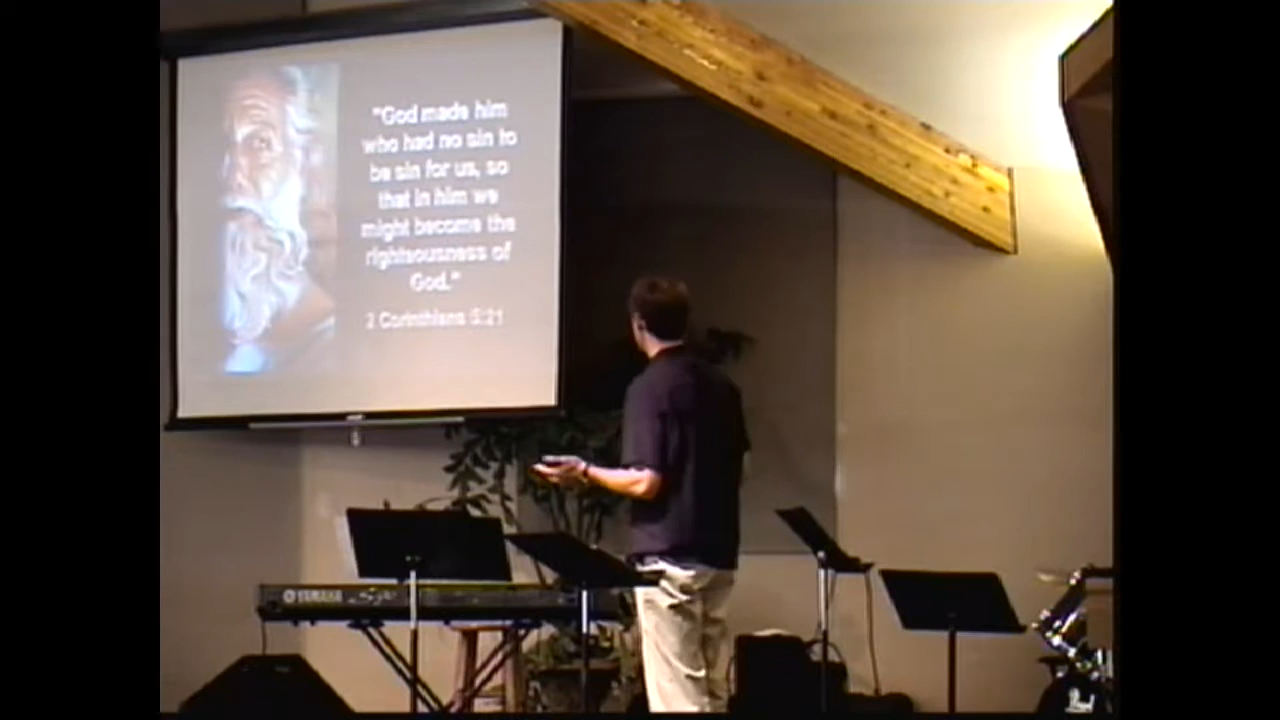 "God made him
who had no sin to
be sin for us, so
that in him we
might become the
righteousness of
God."
2 Corinthians 5:21
YAMAHA